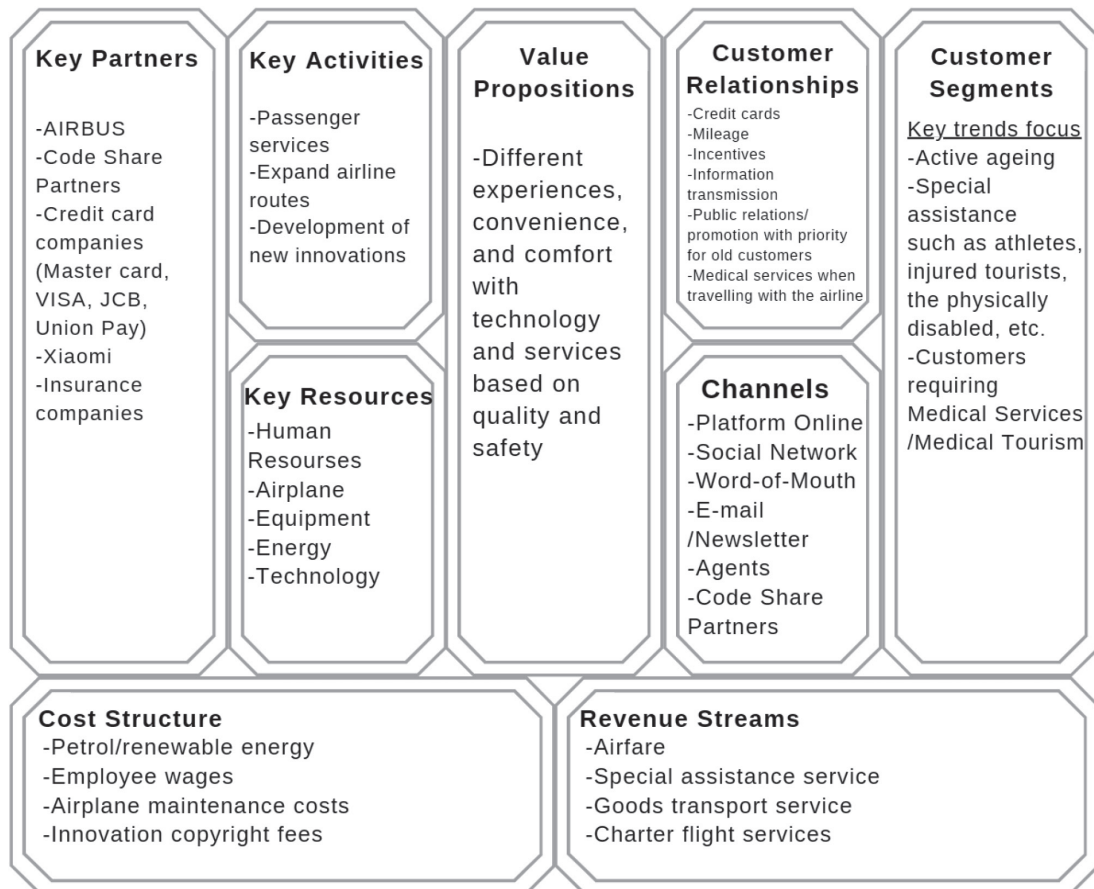 Key Partners
-AIRBUS
-Code Share
Partners
-Credit card
companies
(Master card,
VISA, JCB,
Union Pay)
-Xiaomi
-Insurance
companies
Key Activities
-Passenger
services
-Expand airline
routes
-Development of
new innovations
Key Resources
-Human
Resourses
-Airplane
-Equipment
-Energy
-Technology
Value
Propositions
-Different
experiences,
convenience,
and comfort
with
technology
and services
based on
quality and
safety
Customer
Relationships
-Credit cards
-Mileage
-Incentives
-Information
transmission
-Public relations/
promotion with priority
for old customers
-Medical services when
travelling with the airline
Channels
-Platform Online
-Social Network
-Word-of-Mouth
-E-mail
/Newsletter
-Agents
-Code Share
Partners
Customer
Segments
Key trends focus
-Active ageing
-Special
assistance
such as athletes,
injured tourists,
the physically
disabled, etc.
-Customers
requiring
Medical Services
/Medical Tourism
Cost Structure
-Petrol/renewable energy
-Employee wages
-Airplane maintenance costs
-Innovation copyright fees
Revenue Streams
-Airfare
-Special assistance service
-Goods transport service
-Charter flight services